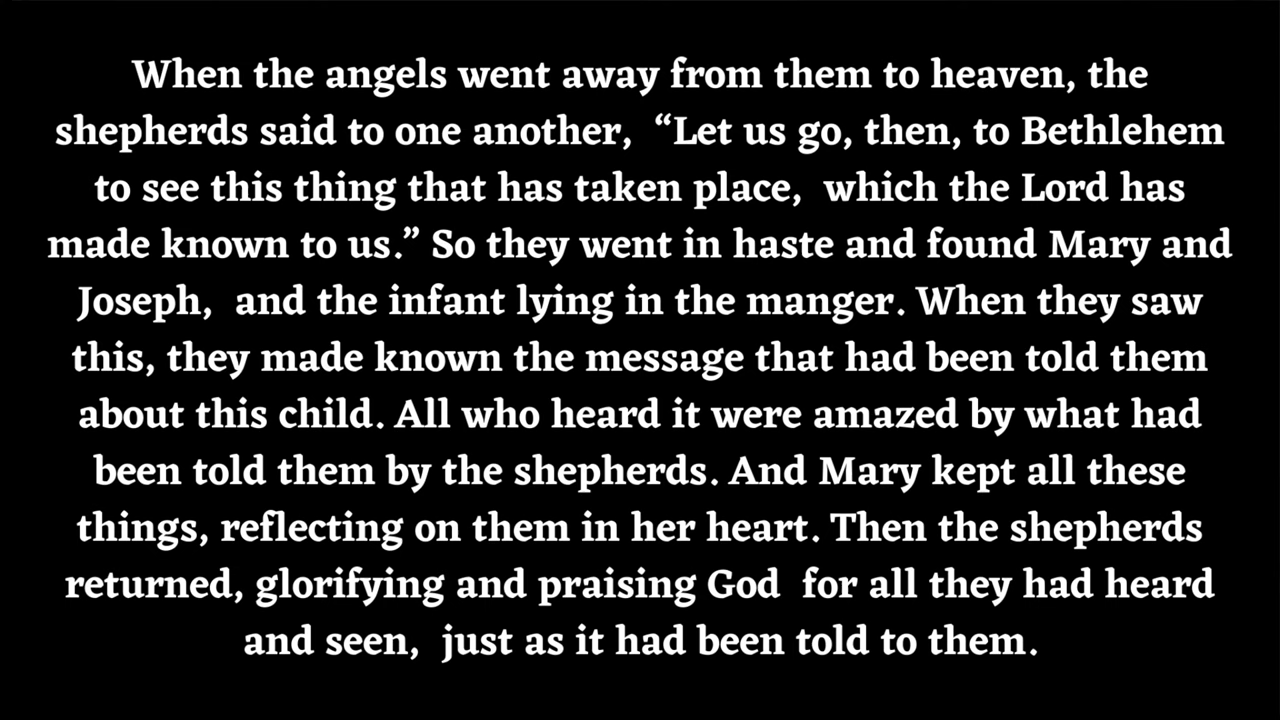 When the angels went away from them to heaven, the
shepherds said to one another, “Let us go, then, to Bethlehem
to see this thing that has taken place, which the Lord has
made known to us.” So they went in haste and found Mary and
Joseph, and the infant lying in the manger. When they saw
this, they made known the message that had been told them
about this child. All who heard it were amazed by what had
been told them by the shepherds. And Mary kept all these
things, reflecting on them in her heart. Then the shepherds
returned, glorifying and praising God for all they had heard
and seen, just as it had been told to them.